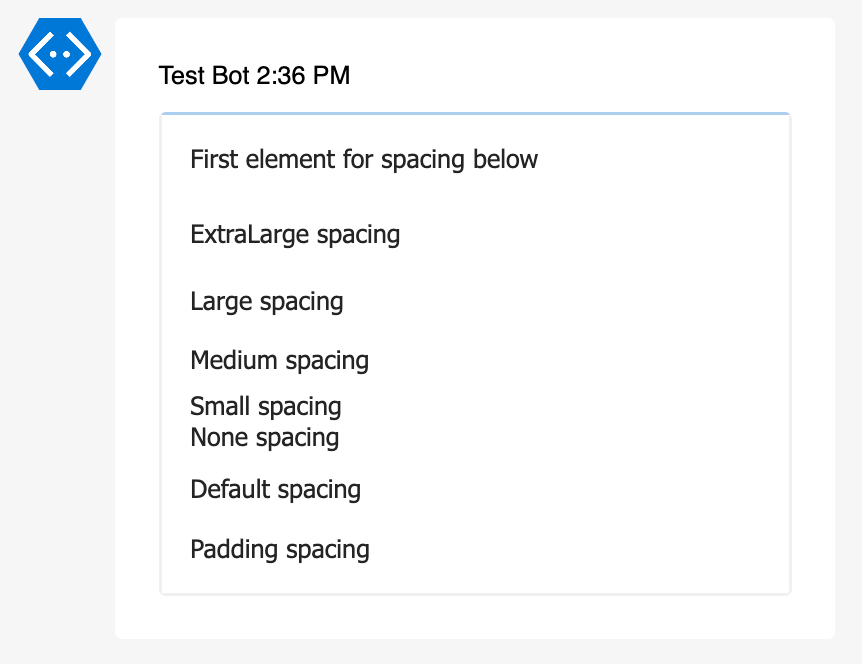 Test Bot 2:36 PM
First element for spacing below
ExtraLarge spacing
Large spacing
Medium spacing
Small spacing
None spacing
Default spacing
Padding spacing